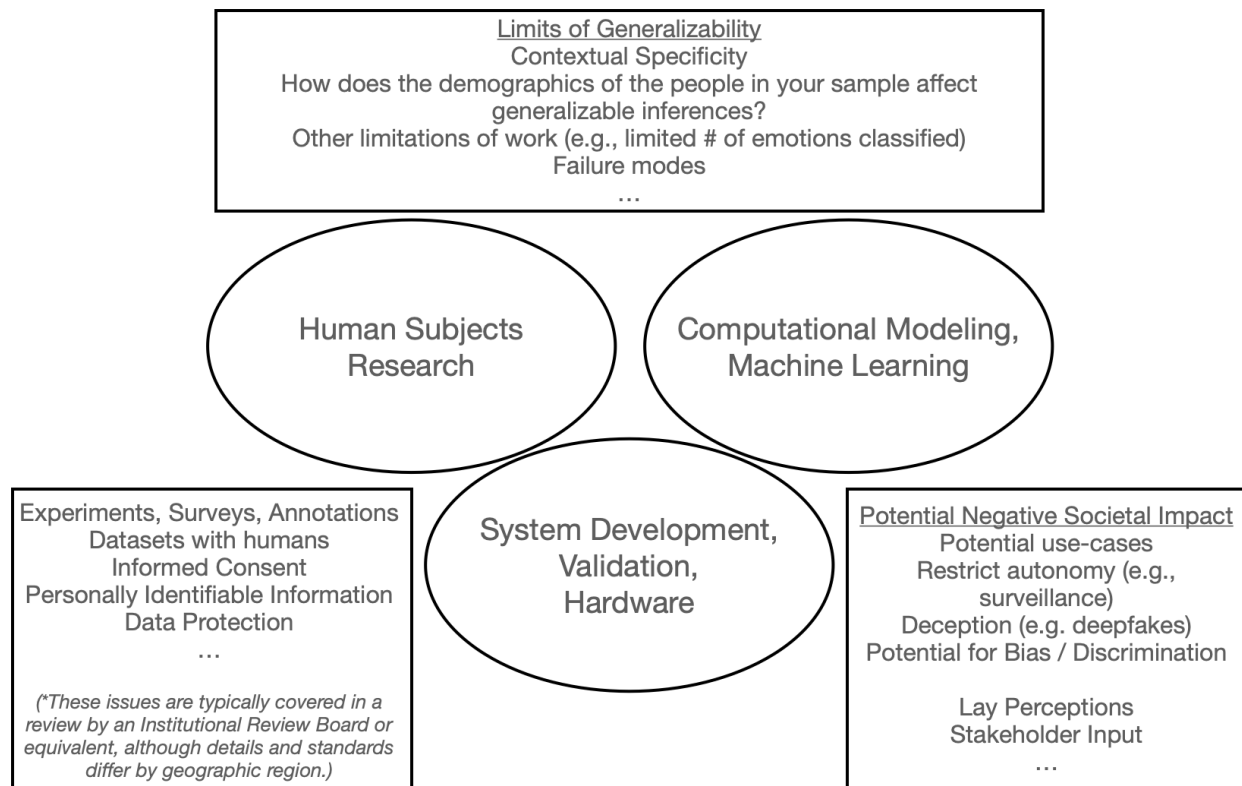 Limits of Generalizability
Contextual Specificity
How does the demographics of the people in your sample affect
generalizable inferences?
Other limitations of work (e.g., limited # of emotions classified)
Failure modes
...
Human Subjects
Research
Computational Modeling,
Machine Learning
System Development,
Validation,
Hardware
Experiments, Surveys, Annotations
Datasets with humans
Informed Consent
Personally Identifiable Information
Data Protection
...
(*These issues are typically covered in a
review by an Institutional Review Board or
equivalent, although details and standards
differ by geographic region.)
Potential Negative Societal Impact
Potential use-cases
Restrict autonomy (e.g.,
surveillance)
Deception (e.g. deepfakes)
Potential for Bias / Discrimination
Lay Perceptions
Stakeholder Input
...